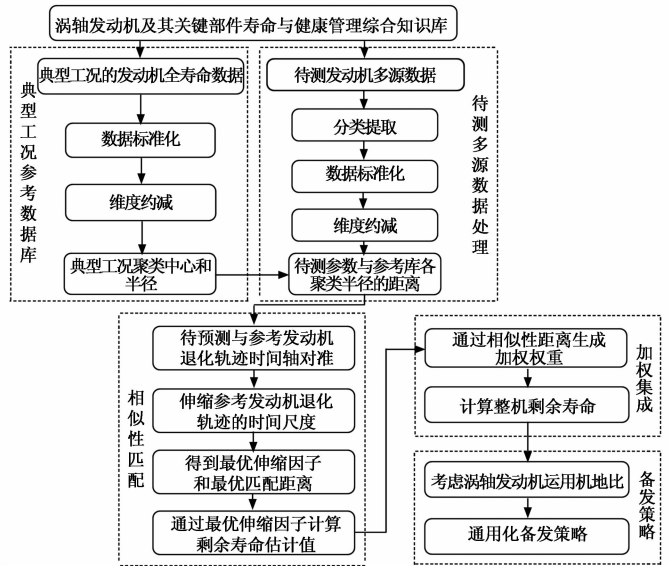 涡轴发动机及其关键部件寿命与健康管理综合知识库
典型工况参考数据库
典型工况的发动机全寿命数据
数据标准化
维度约减
典型工况聚类中心和
半径
待测发动机多源数据
分类提取
数据标准化
维度约减
待测参数与参考库各
聚类半径的距离
待测多源数据处理
相似性匹配
待预测与参考发动机
退化轨迹时间轴对准
伸缩参考发动机退化
轨迹的时间尺度
得到最优伸缩因子
和最优匹配距离
通过最优伸缩因子计算
剩余寿命估计值
通过相似性距离生成
加权权重
计算整机剩余寿命
加权集成
考虑涡轴发动机运用机地比
通用化备发策略
备发策略